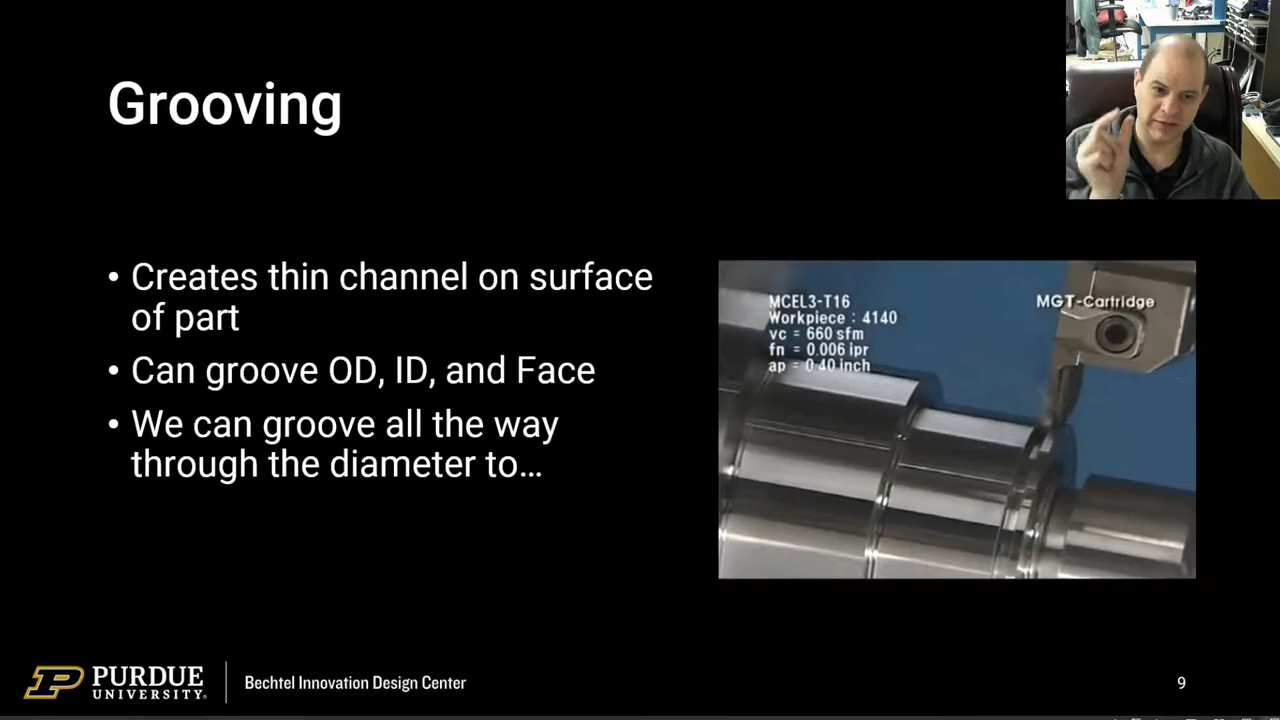 Grooving
• Creates thin channel on surface
of part
• Can groove OD, ID, and Face
• We can groove all the way
through the diameter to…
MCEL3-T16
Workpiece : 4140
vc = 660 sfm
fn = 0.006 ipr
ap = 0.40 inch
MGT-Cartridge
PURDUE
UNIVERSITY®
Bechtel Innovation Design Center
9